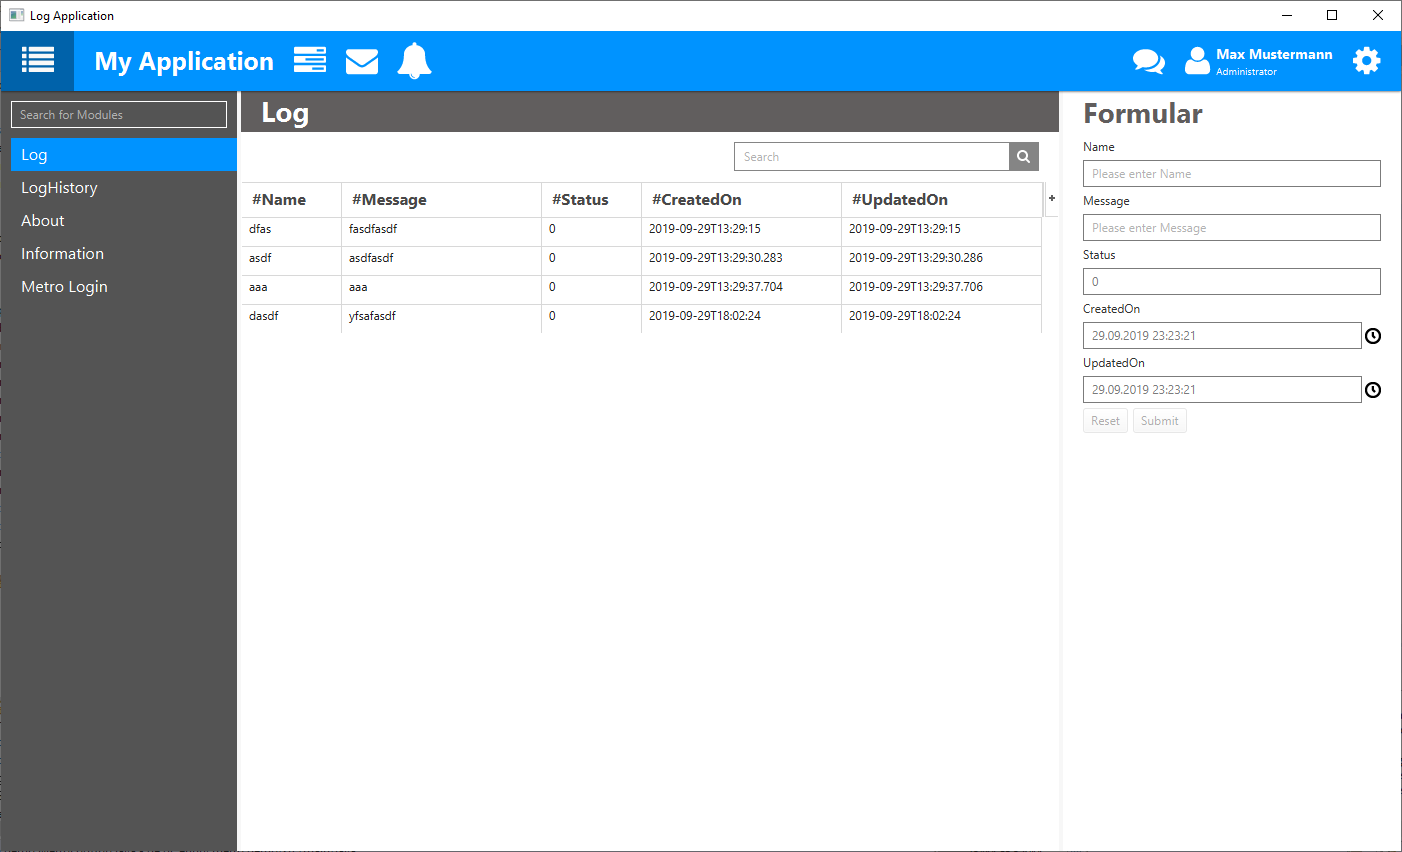 Log Application
My Application
Max Mustermann
Administrator
Search for Modules
Log
LogHistory
About
Information
Metro Login
Log
Search
#Name #Message #Status #CreatedOn #UpdatedOn +
dfas fasdfasdf 0 2019-09-29T13:29:15 2019-09-29T13:29:15
asdf asdfasdf 0 2019-09-29T13:29:30.283 2019-09-29T13:29:30.286
aaa aaa 0 2019-09-29T13:29:37.704 2019-09-29T13:29:37.706
dasdf yfsafasdf 0 2019-09-29T18:02:24 2019-09-29T18:02:24
Formular
Name
Please enter Name
Message
Please enter Message
Status
0
CreatedOn
29.09.2019 23:23:21
UpdatedOn
29.09.2019 23:23:21
Reset Submit